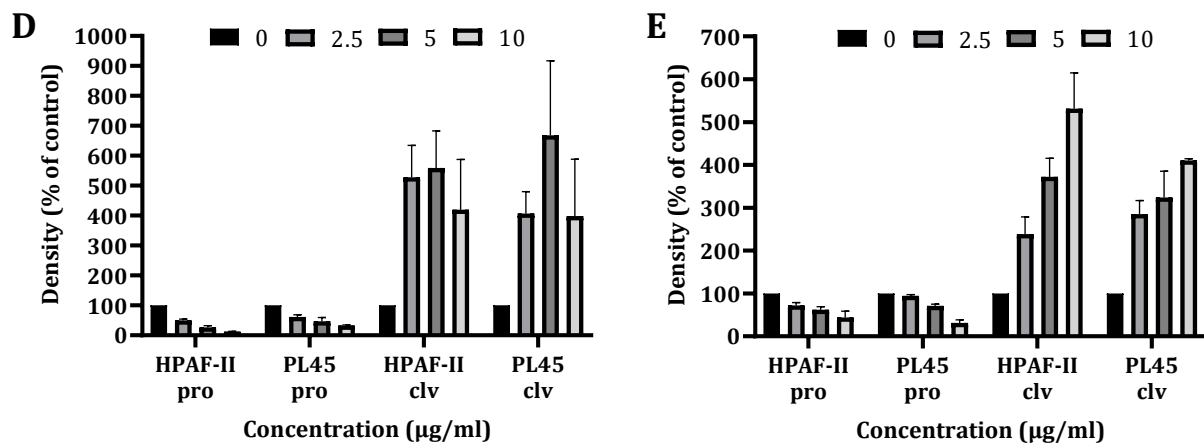 D
0 2.5 5 10
Density (% of control)
1000
900
800
700
600
500
400
300
200
100
0
HPAF-II
pro
PL45
pro
HPAF-II
clv
PL45
clv
Concentration (µg/ml)
E
0 2.5 5 10
Density (% of control)
700
600
500
400
300
200
100
0
HPAF-II
pro
PL45
pro
HPAF-II
clv
PL45
clv
Concentration (µg/ml)